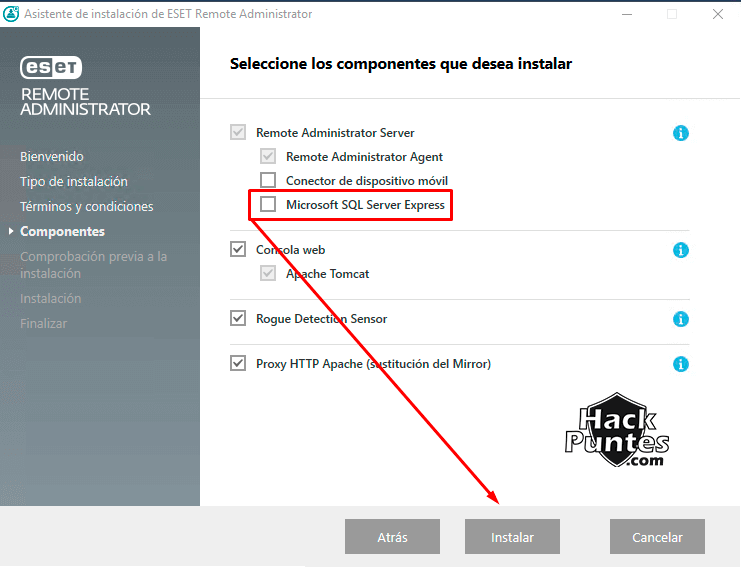 Asistente de instalación de ESET Remote Administrator
eset
REMOTE
ADMINISTRATOR
Bienvenido
Tipo de instalación
Términos y condiciones
Componentes
Comprobación previa a la
instalación
Instalación
Finalizar
Seleccione los componentes que desea instalar
Remote Administrator Server
Remote Administrator Agent
Conector de dispositivo móvil
Microsoft SQL Server Express
Consola web
Apache Tomcat
Rogue Detection Sensor
Proxy HTTP Apache (sustitución del Mirror)
Hack
Puntes
.com
Atrás
Instalar
Cancelar